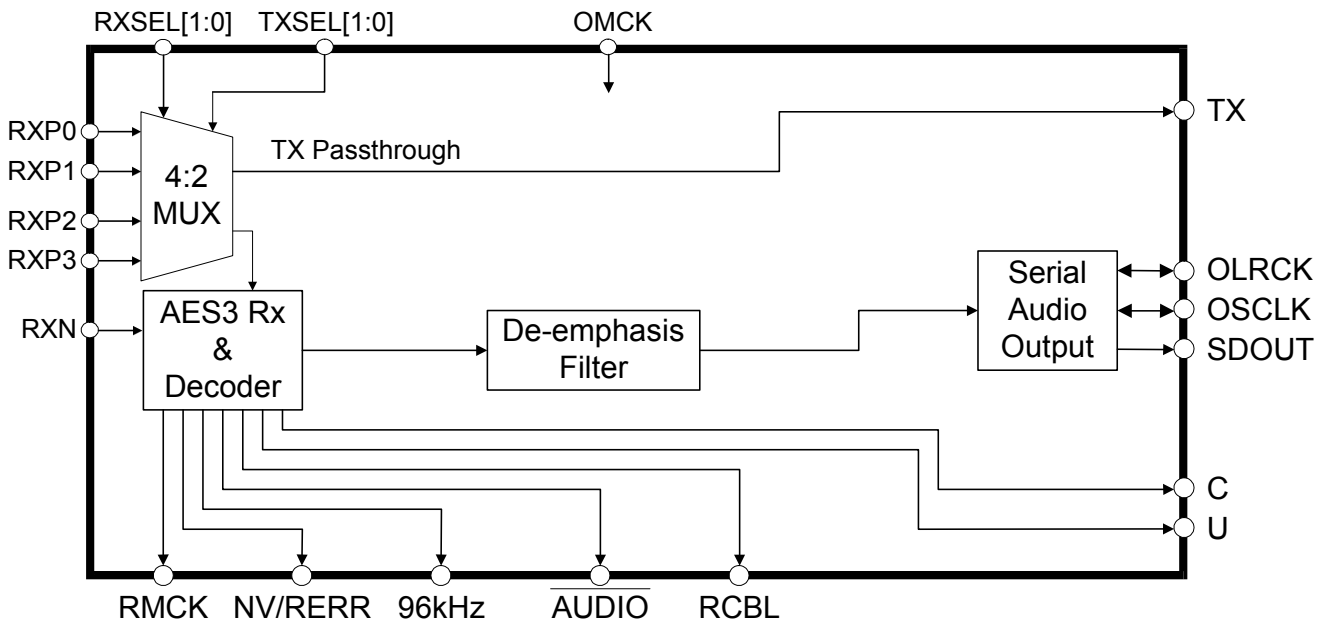 RXSEL[1:0] TXSEL[1:0] OMCK
RXP0
RXP1
RXP2
RXP3
RXN
4:2
MUX
TX Passthrough
TX
AES3 Rx
&
Decoder
De-emphasis
Filter
Serial
Audio
Output
OLRCK
OSCLK
SDOUT
C
U
RMCK NV/RERR 96kHz AUDIO RCBL